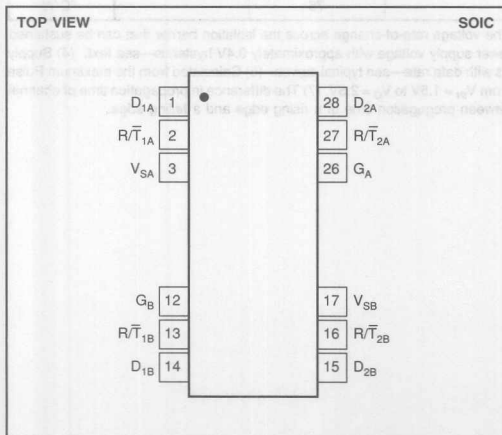 TOP VIEW SOIC
D1A 1 28 D2A
R/T̅1A 2 27 R/T̅2A
VSA 3 26 GA
GB 12 17 VSB
R/T̅1B 13 16 R/T̅2B
D1B 14 15 D2B